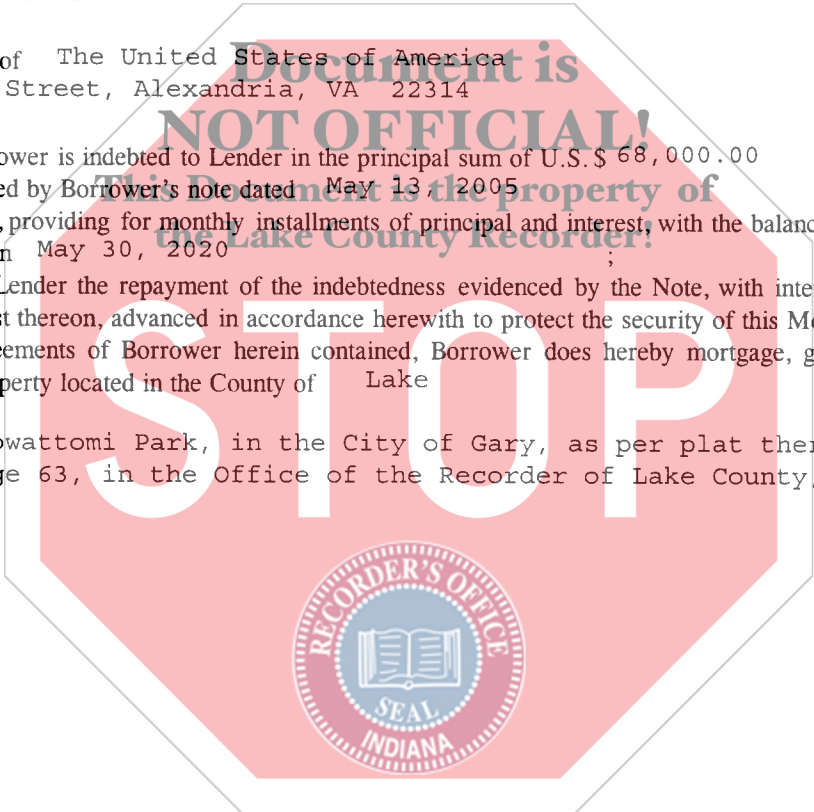 of The United States of America
Document is
Street, Alexandria, VA 22314
NOT OFFICIAL!
ower is indebted to Lender in the principal sum of U.S. $ 68,000.00
ed by Borrower's note dated May 13, 2005
This Document is the property of
, providing for monthly installments of principal and interest, with the balanc
the Lake County Recorder!
n May 30, 2020 ;
Lender the repayment of the indebtedness evidenced by the Note, with inte
st thereon, advanced in accordance herewith to protect the security of this M
eements of Borrower herein contained, Borrower does hereby mortgage, g
perty located in the County of Lake
owattomi Park, in the City of Gary, as per plat ther
ge 63, in the Office of the Recorder of Lake County,
STOP
RECORDER'S OFFICE
SEAL
INDIANA